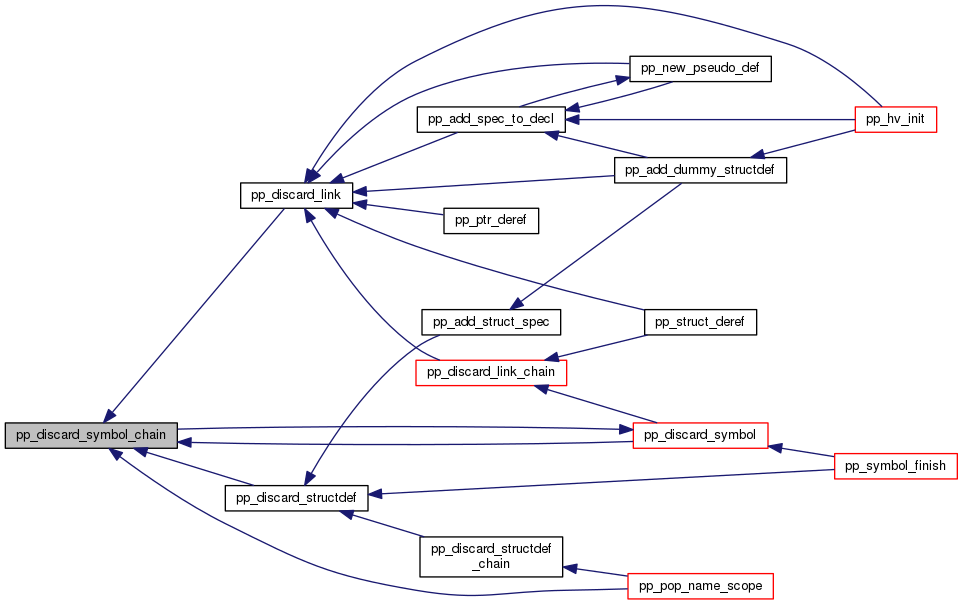 pp_new_pseudo_def
pp_add_spec_to_decl
pp_hv_init
pp_add_dummy_structdef
pp_discard_link
pp_ptr_deref
pp_add_struct_spec
pp_struct_deref
pp_discard_link_chain
pp_discard_symbol_chain
pp_discard_symbol
pp_symbol_finish
pp_discard_structdef
pp_discard_structdef
_chain
pp_pop_name_scope